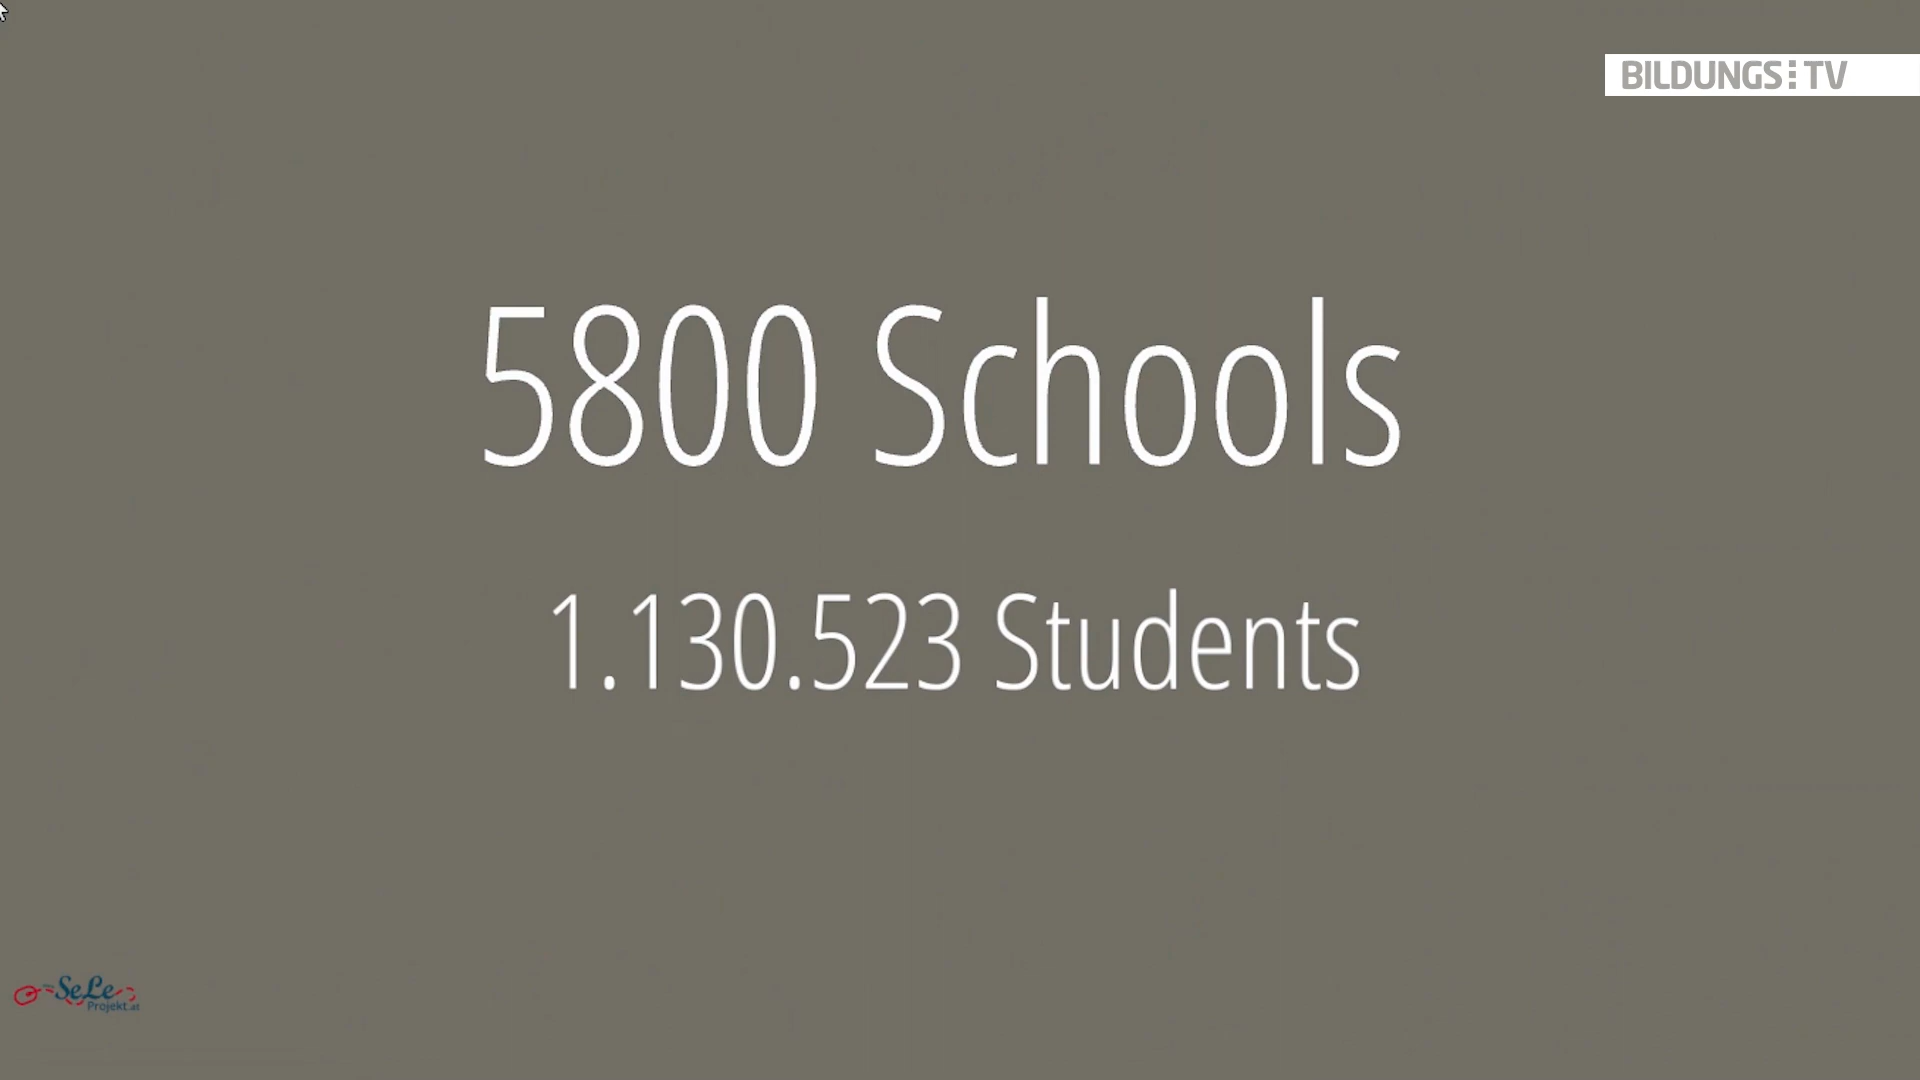 BILDUNGS:TV
5800 Schools
1.130.523 Students
SeLe
Projekt.at